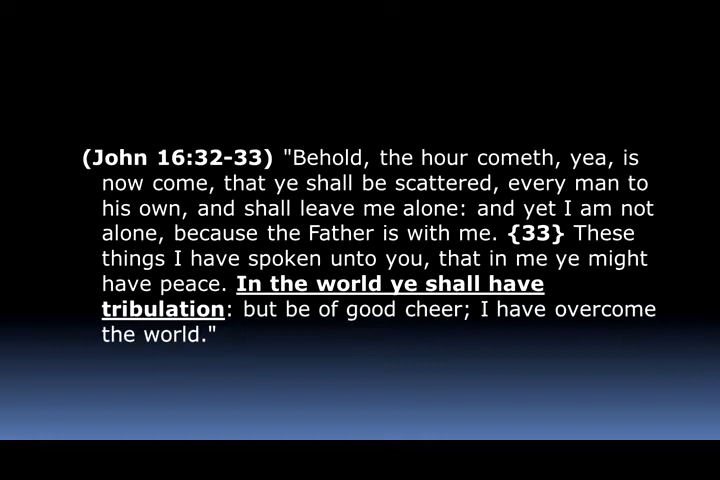 (John 16:32-33) "Behold, the hour cometh, yea, is
now come, that ye shall be scattered, every man to
his own, and shall leave me alone: and yet I am not
alone, because the Father is with me. {33} These
things I have spoken unto you, that in me ye might
have peace. In the world ye shall have
tribulation: but be of good cheer; I have overcome
the world."